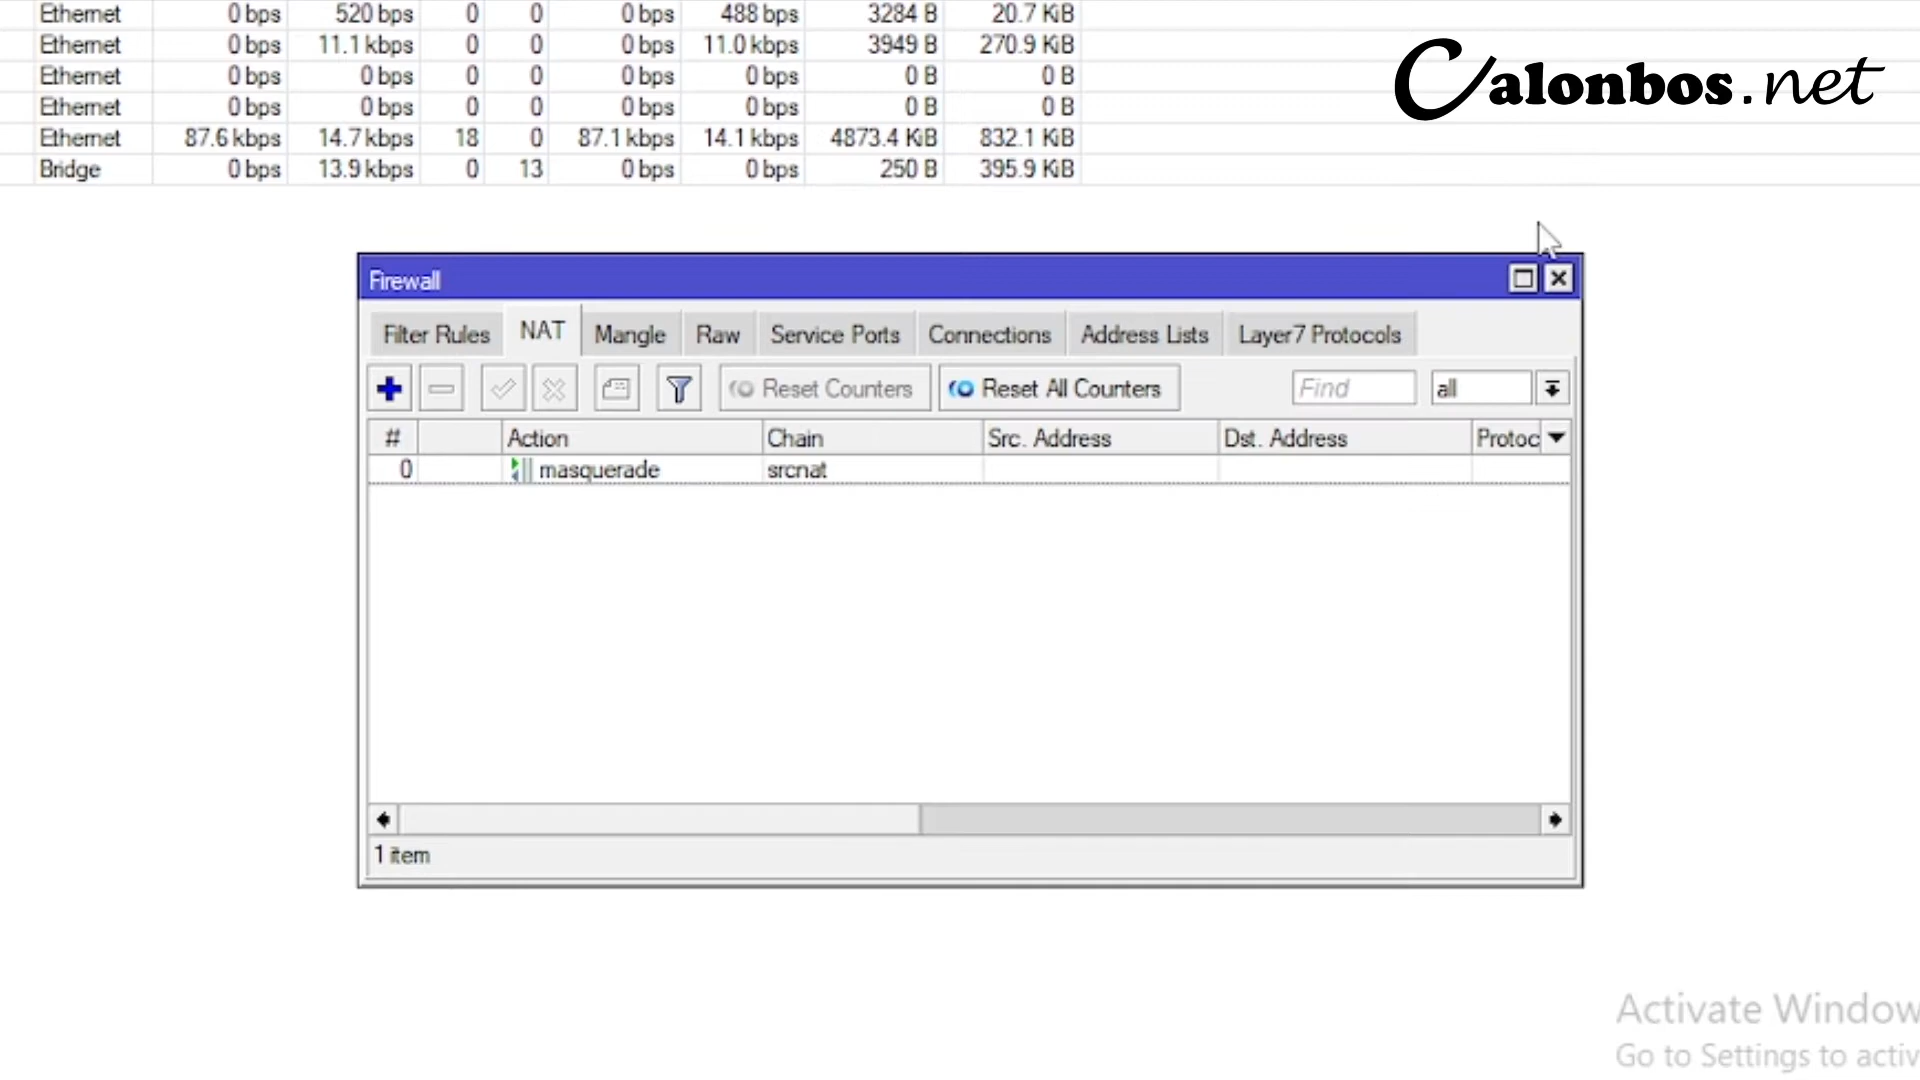 Ethernet 0 bps 520 bps 0 0 0 bps 488 bps 3284 B 20.7 KiB
Ethernet 0 bps 11.1 kbps 0 0 0 bps 11.0 kbps 3949 B 270.9 KiB
Ethernet 0 bps 0 bps 0 0 0 bps 0 bps 0 B 0 B
Ethernet 0 bps 0 bps 0 0 0 bps 0 bps 0 B 0 B
Ethernet 87.6 kbps 14.7 kbps 18 0 87.1 kbps 14.1 kbps 4873.4 KiB 832.1 KiB
Bridge 0 bps 13.9 kbps 0 13 0 bps 0 bps 250 B 395.9 KiB
Calonbos.net
Firewall
Filter Rules NAT Mangle Raw Service Ports Connections Address Lists Layer7 Protocols
Reset Counters Reset All Counters Find all
# Action Chain Src. Address Dst. Address Protoc
0 masquerade srcnat
1 item
Activate Window
Go to Settings to activ